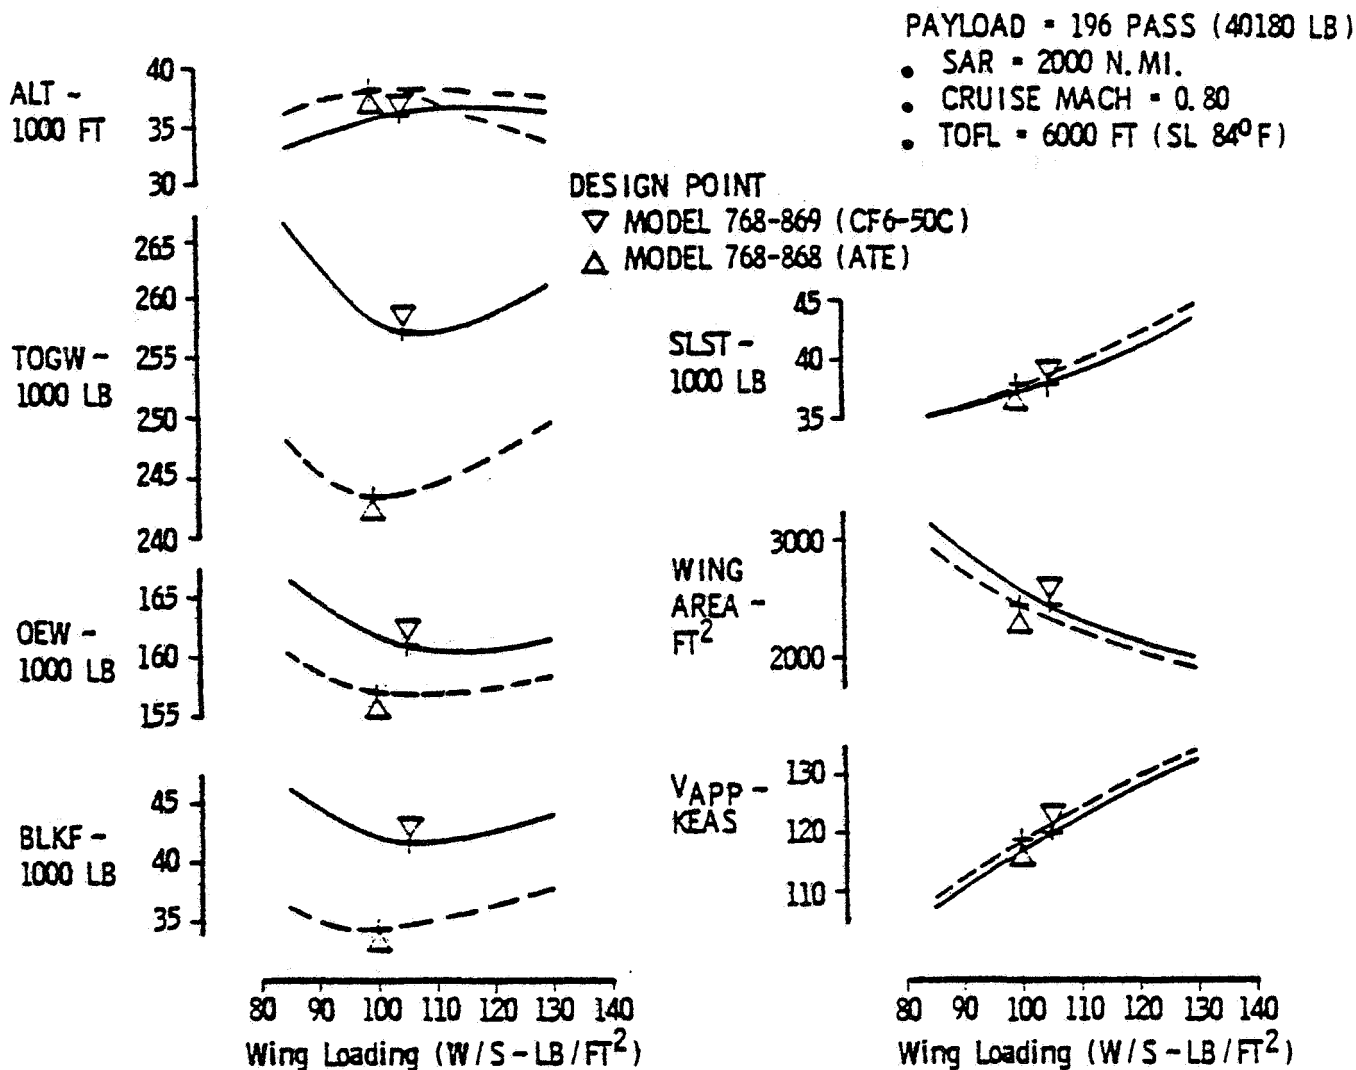 PAYLOAD = 196 PASS (40180 LB)
• SAR = 2000 N.MI.
• CRUISE MACH = 0.80
• TOFL = 6000 FT (SL 84⁰F)
ALT -
1000 FT
40
35
30
DESIGN POINT
▽ MODEL 768-869 (CF6-50C)
△ MODEL 768-868 (ATE)
TOGW -
1000 LB
265
260
255
250
245
240
SLST -
1000 LB
45
40
35
OEW -
1000 LB
165
160
155
WING
AREA -
FT²
3000
2000
BLKF -
1000 LB
45
40
35
VAPP -
KEAS
130
120
110
80 90 100 110 120 130 140
Wing Loading (W/S-LB/FT²)
80 90 100 110 120 130 140
Wing Loading (W/S-LB/FT²)